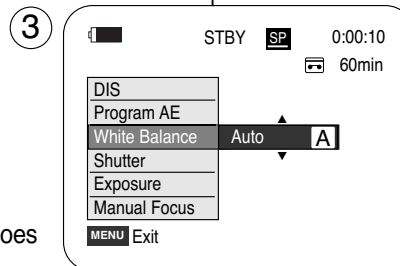 3
STBY SP 0:00:10
60min
DIS
Program AE
White Balance Auto A
Shutter
Exposure
Manual Focus
oes
MENU Exit